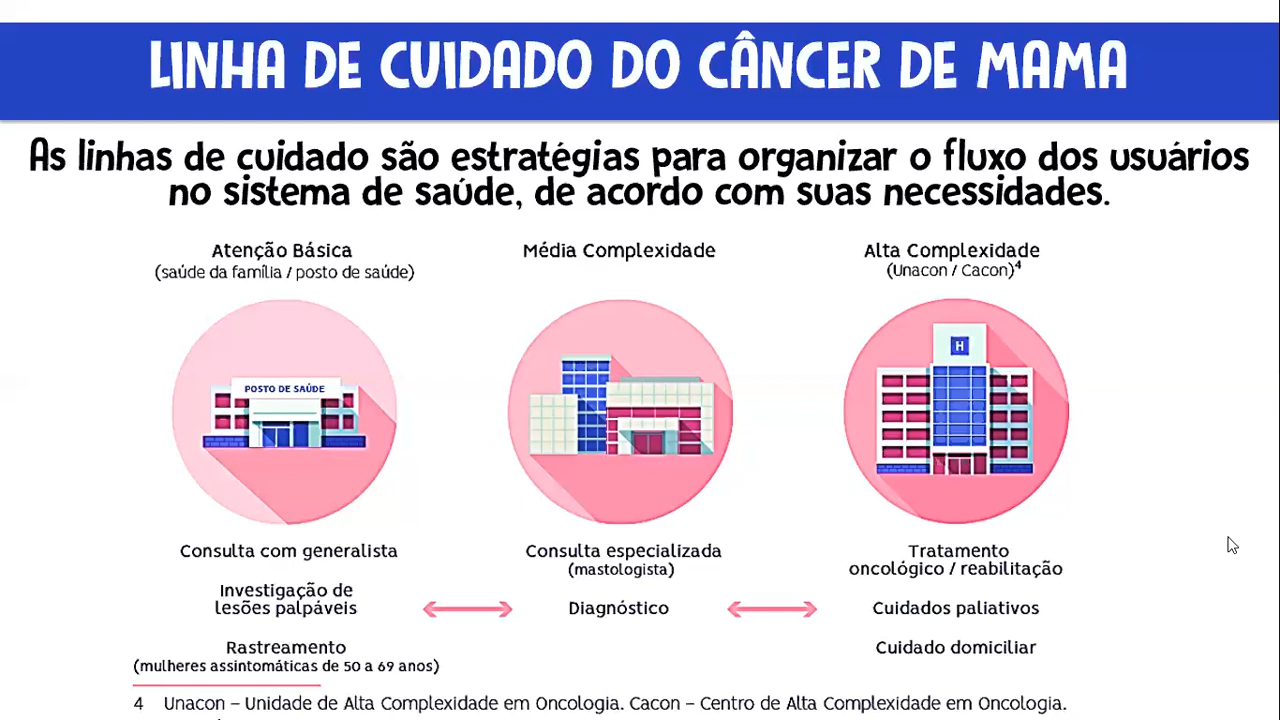 LINHA DE CUIDADO DO CÂNCER DE MAMA
As linhas de cuidado são estratégias para organizar o fluxo dos usuários
no sistema de saúde, de acordo com suas necessidades.
Atenção Básica
(saúde da família / posto de saúde)
Média Complexidade
Alta Complexidade
(Unacon / Cacon)⁴
POSTO DE SAÚDE
H
Consulta com generalista
Investigação de
lesões palpáveis
Rastreamento
(mulheres assintomáticas de 50 a 69 anos)
Consulta especializada
(mastologista)
Diagnóstico
Tratamento
oncológico / reabilitação
Cuidados paliativos
Cuidado domiciliar
4 Unacon – Unidade de Alta Complexidade em Oncologia. Cacon – Centro de Alta Complexidade em Oncologia.